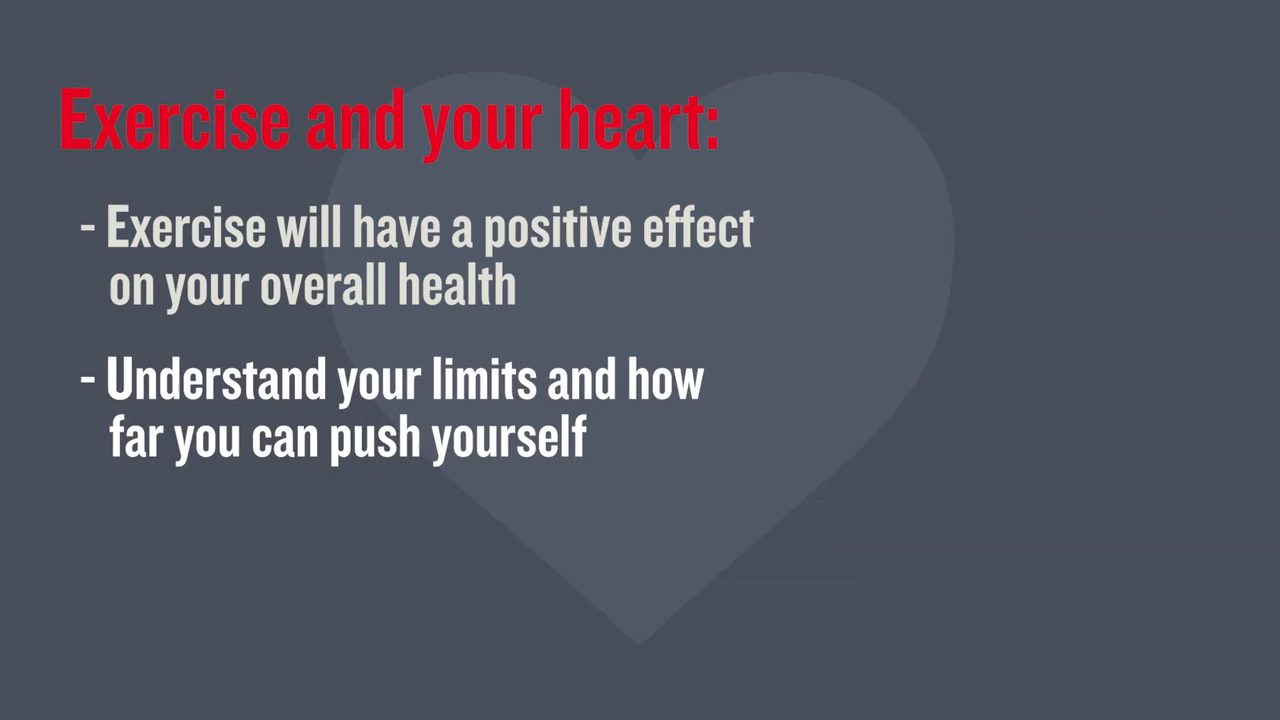 Exercise and your heart:
- Exercise will have a positive effect
on your overall health
- Understand your limits and how
far you can push yourself